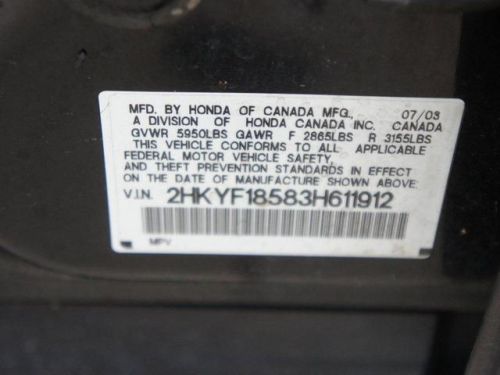 MFD. BY HONDA OF CANADA MFG., 07/03
A DIVISION OF HONDA CANADA INC. CANADA
GVWR 5950LBS GAWR F 2865LBS R 3155LBS
THIS VEHICLE CONFORMS TO ALL APPLICABLE
FEDERAL MOTOR VEHICLE SAFETY,
AND THEFT PREVENTION STANDARDS IN EFFECT
ON THE DATE OF MANUFACTURE SHOWN ABOVE:
V.I.N. 2HKYF18583H611912
MPV